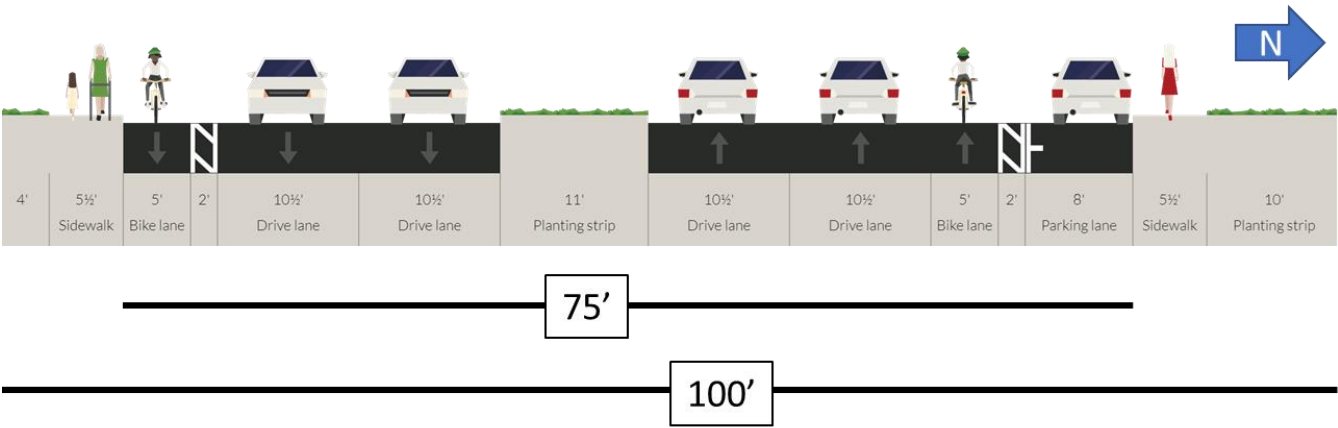 N
4' 5½' 5' 2' 10½' 10½' 11' 10½' 10½' 5' 2' 8' 5½' 10'
Sidewalk Bike lane Drive lane Drive lane Planting strip Drive lane Drive lane Bike lane Parking lane Sidewalk Planting strip
75’
100’